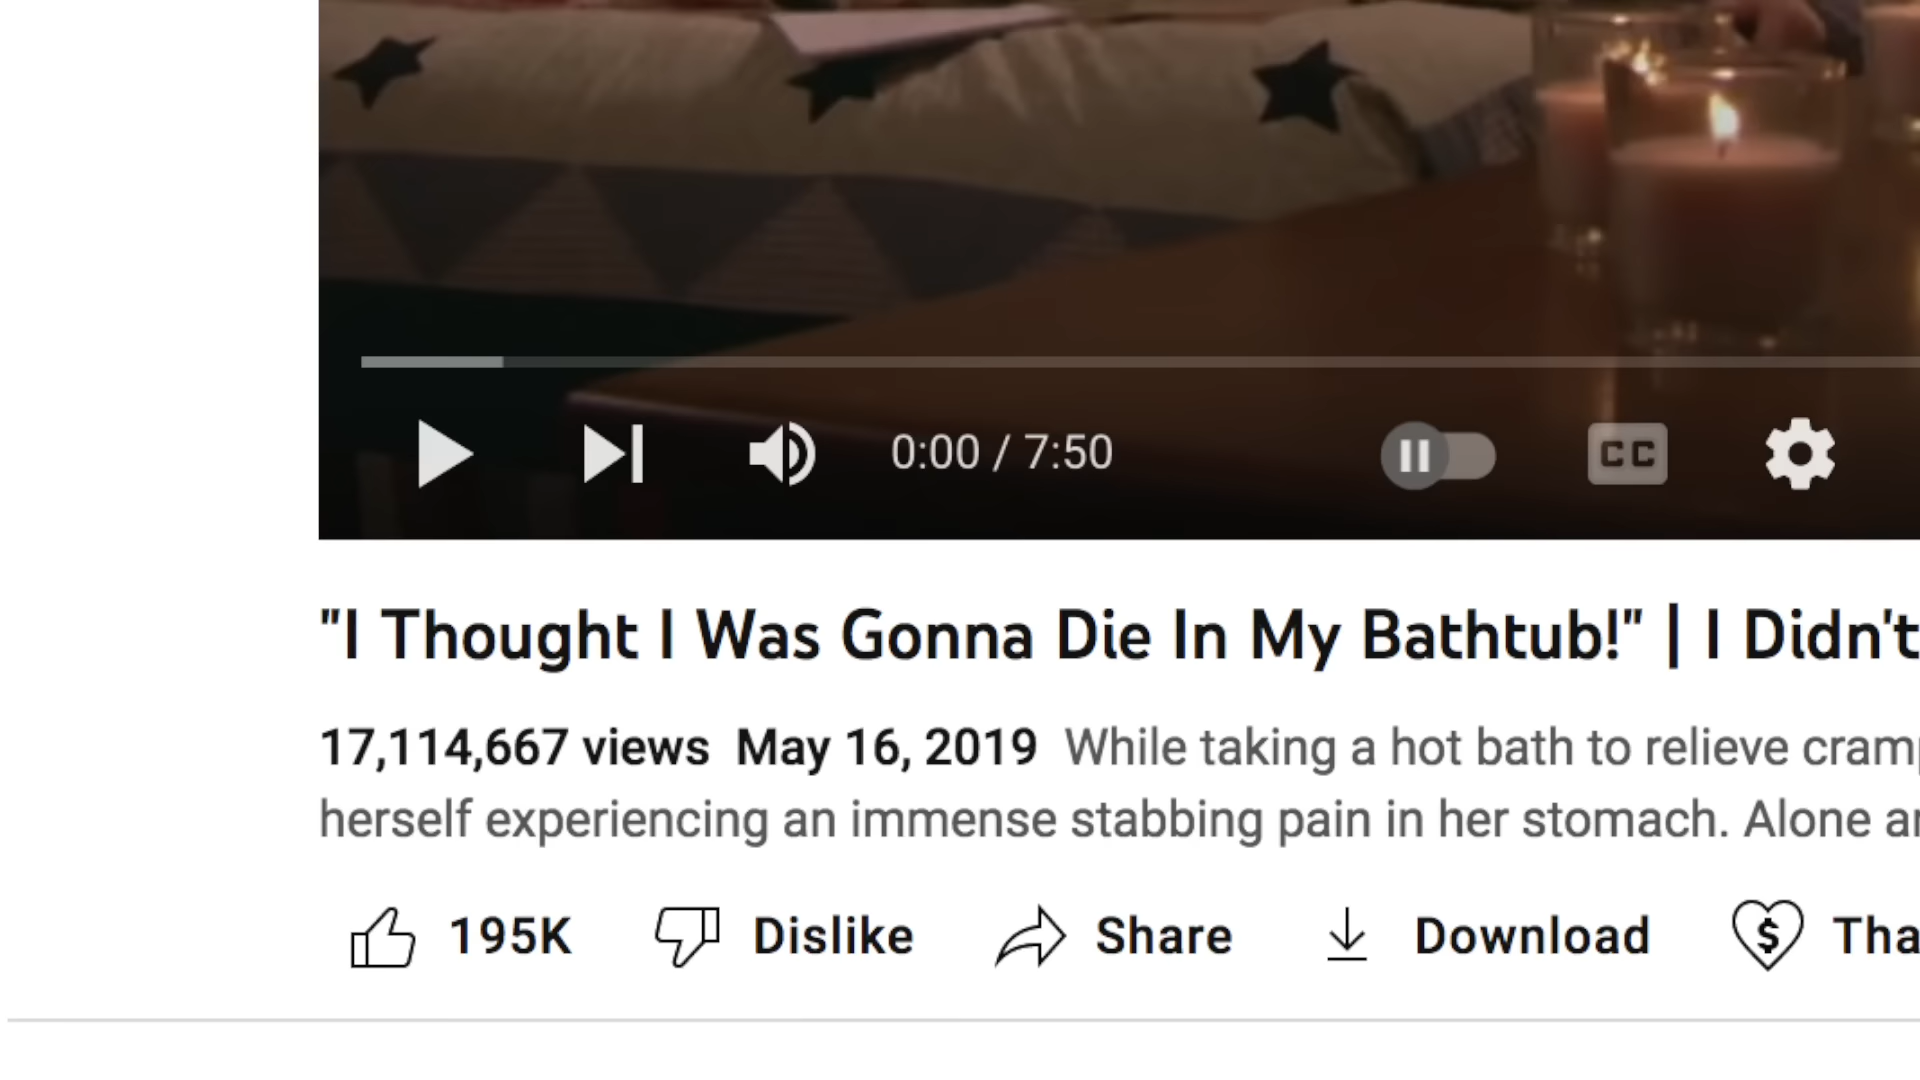 0:00 / 7:50
CC
"I Thought I Was Gonna Die In My Bathtub!" | I Didn't
17,114,667 views May 16, 2019 While taking a hot bath to relieve cram
herself experiencing an immense stabbing pain in her stomach. Alone
195K Dislike Share Download $ Tha